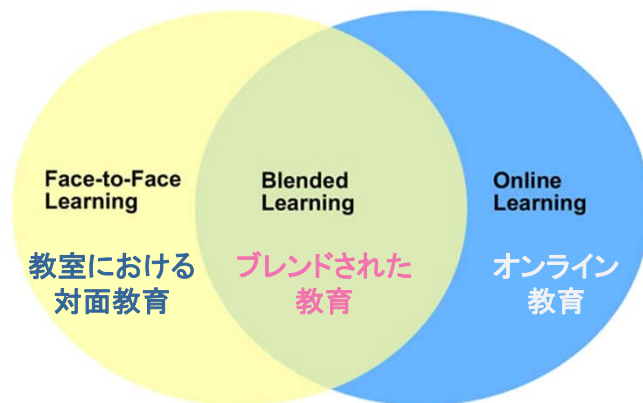 Face-to-Face
Learning
教室における
対面教育
Blended
Learning
ブレンドされた
教育
Online
Learning
オンライン
教育